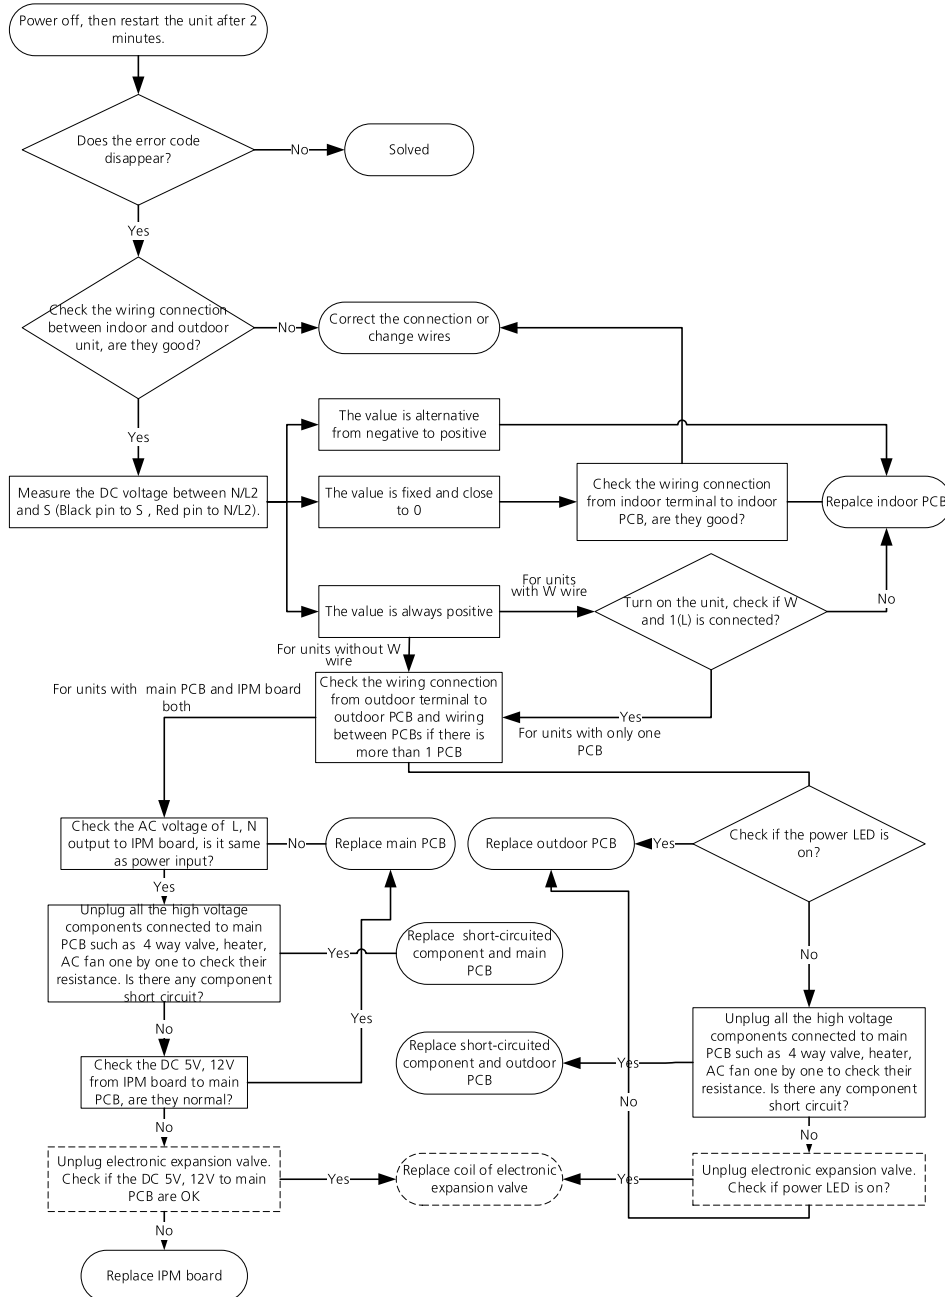 Power off, then restart the unit after 2
minutes.
Does the error code
disappear?
No
Solved
Yes
Check the wiring connection
between indoor and outdoor
unit, are they good?
No
Correct the connection or
change wires
Yes
The value is alternative
from negative to positive
Measure the DC voltage between N/L2
and S (Black pin to S , Red pin to N/L2).
The value is fixed and close
to 0
Check the wiring connection
from indoor terminal to indoor
PCB, are they good?
Repalce indoor PCB
The value is always positive
For units
with W wire
Turn on the unit, check if W
and 1(L) is connected?
No
For units without W
wire
Check the wiring connection
from outdoor terminal to
outdoor PCB and wiring
between PCBs if there is
more than 1 PCB
For units with  main PCB and IPM board
both
Yes
For units with only one
PCB
Check the AC voltage of  L, N
output to IPM board, is it same
as power input?
No
Replace main PCB
Replace outdoor PCB
Yes
Check if the power LED is
on?
Yes
Unplug all the high voltage
components connected to main
PCB such as  4 way valve, heater,
AC fan one by one to check their
resistance. Is there any component
short circuit?
Yes
Replace  short-circuited
component and main
PCB
No
No
Yes
Check the DC 5V, 12V
from IPM board to main
PCB, are they normal?
Replace short-circuited
component and outdoor
PCB
Yes
Unplug all the high voltage
components connected to main
PCB such as  4 way valve, heater,
AC fan one by one to check their
resistance. Is there any component
short circuit?
No
No
No
Unplug electronic expansion valve.
Check if the DC 5V, 12V to main
PCB are OK
Yes
Replace coil of electronic
expansion valve
Yes
Unplug electronic expansion valve.
Check if power LED is on?
No
Replace IPM board